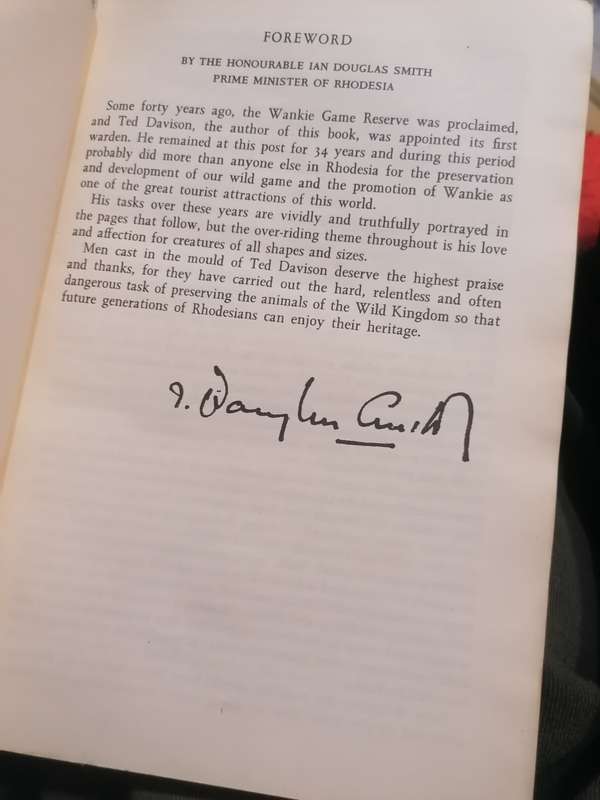 FOREWORD
BY THE HONOURABLE IAN DOUGLAS SMITH
PRIME MINISTER OF RHODESIA
Some forty years ago, the Wankie Game Reserve was proclaimed,
and Ted Davison, the author of this book, was appointed its first
warden. He remained at this post for 34 years and during this period
probably did more than anyone else in Rhodesia for the preservation
and development of our wild game and the promotion of Wankie as
one of the great tourist attractions of this world.
His tasks over these years are vividly and truthfully portrayed in
the pages that follow, but the over-riding theme throughout is his love
and affection for creatures of all shapes and sizes.
Men cast in the mould of Ted Davison deserve the highest praise
and thanks, for they have carried out the hard, relentless and often
dangerous task of preserving the animals of the Wild Kingdom so that
future generations of Rhodesians can enjoy their heritage.
I. Douglas Smith